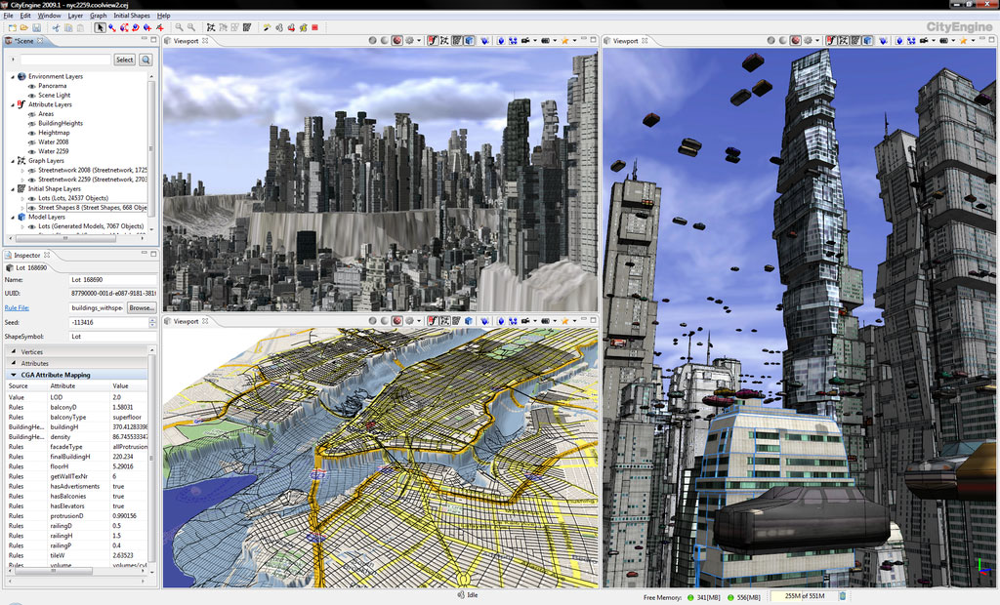 CityEngine 2009.1 - nyc2259.coolview2.cej
File Edit Window Layer Graph Initial Shapes Help
CityEngine
*Scene
Select
Environment Layers
Panorama
Scene Light
Attribute Layers
Areas
BuildingHeights
Heightmap
Water 2008
Water 2259
Graph Layers
Streetnetwork 2008 (Streetnetwork, 1725
Streetnetwork 2259 (Streetnetwork, 2703
Initial Shape Layers
Lots (Lots, 24537 Objects)
Street Shapes 8 (Street Shapes, 668 Obje
Model Layers
Lots (Generated Models, 7067 Objects)
Inspector
Lot 168690
Name: Lot 168690
UUID: 87790000-001d-e087-9181-381
Rule File: buildings_withspe Browse...
Seed: -113416
ShapeSymbol: Lot
Vertices
Attributes
CGA Attribute Mapping
Source Attribute Value
Value LOD 2.0
Rules balconyD 1.58031
Rules balconyType superfloor
BuildingHe... buildingH 370.41283398
BuildingHe... density 86.745533347
Rules facadeType allProtrusion
Rules finalBuildingH 220.234
Rules floorH 5.29016
Rules getWallTexNr 6
Rules hasAdvertisments true
Rules hasBalconies true
Rules hasElevators true
Rules protrusionD 0.990156
Rules railingD 0.5
Rules railingH 1.5
Rules railingP 0.4
Rules tileW 2.63523
Rules volume volumes/cyl
Viewport
Viewport
Viewport
Idle
Free Memory: 341[MB] 556[MB] 255M of 551M